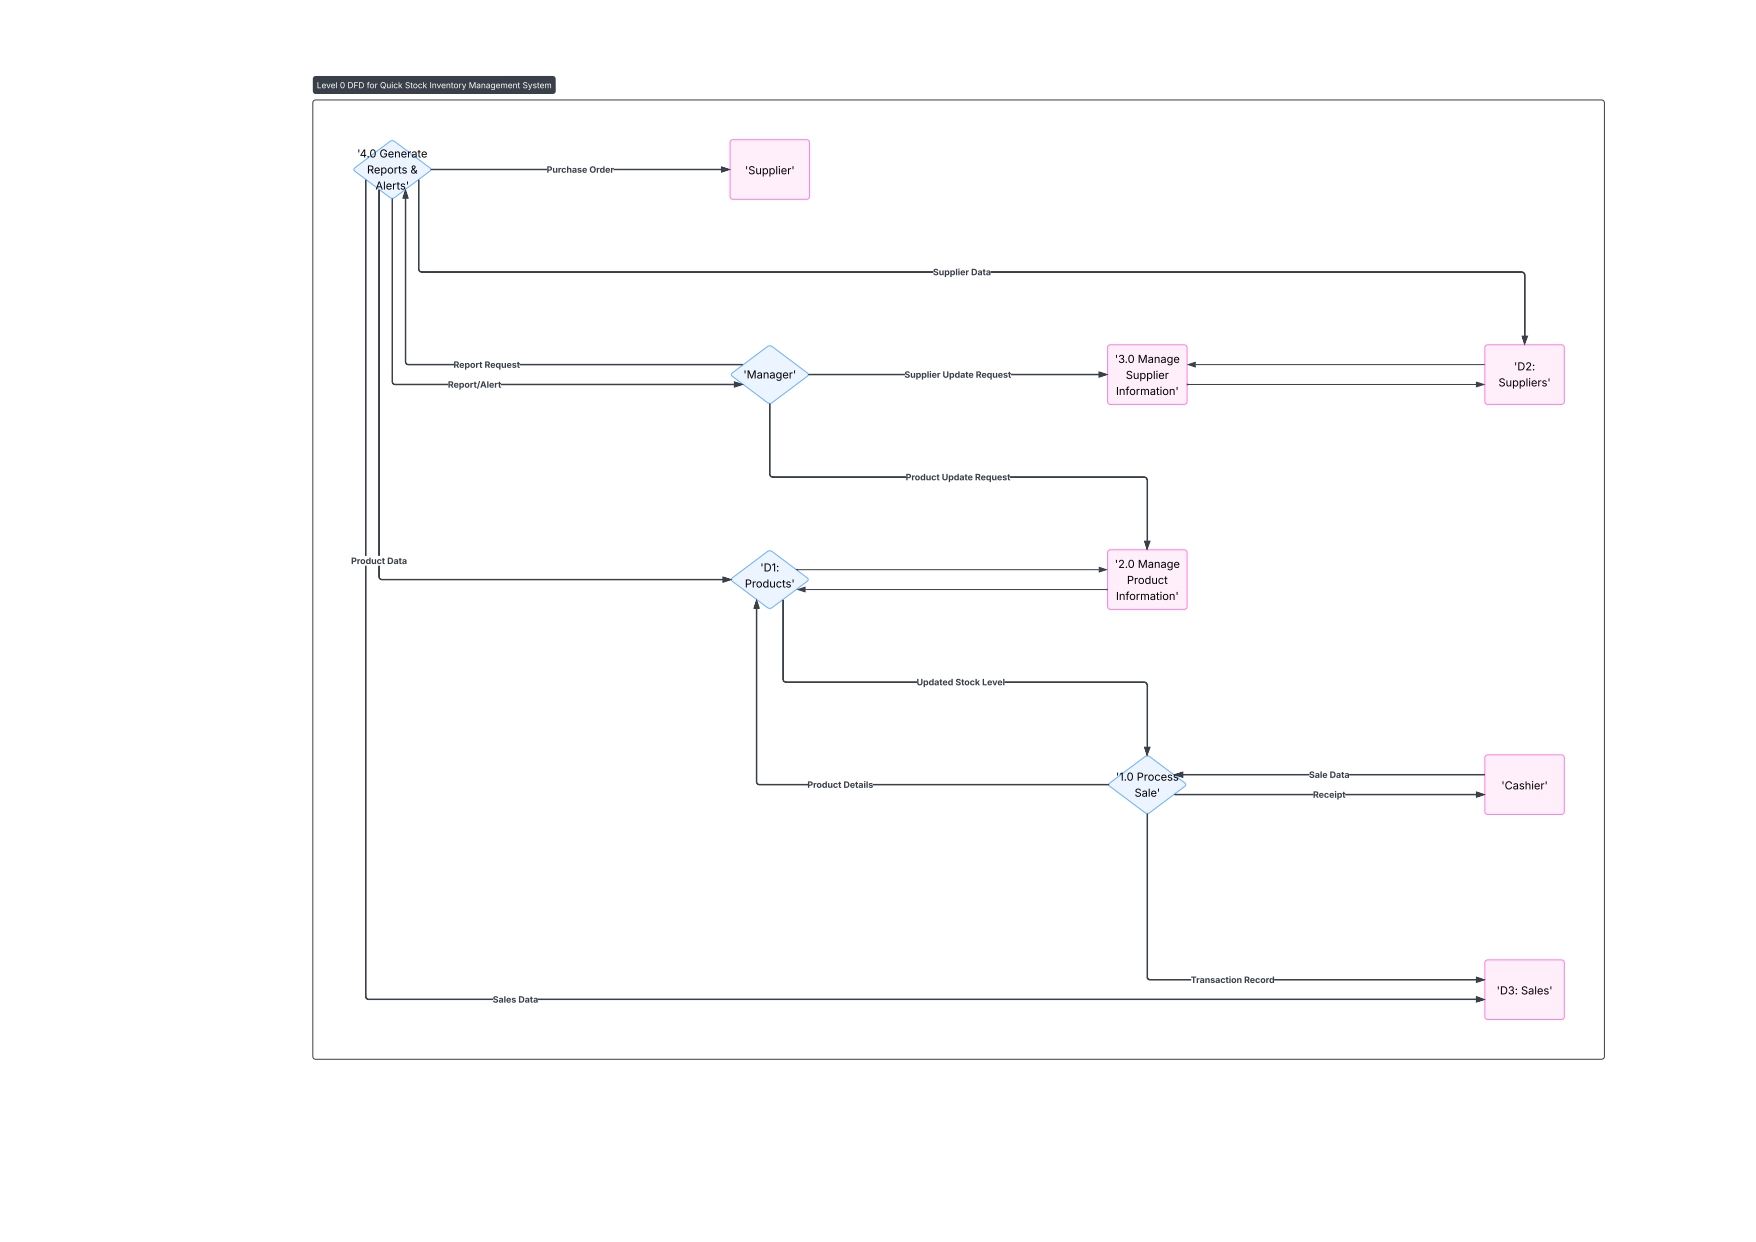 Level 0 DFD for Quick Stock Inventory Management System
'4.0 Generate
Reports &
Alerts'
Purchase Order
'Supplier'
Supplier Data
Report Request
Report/Alert
'Manager'
Supplier Update Request
'3.0 Manage
Supplier
Information'
'D2:
Suppliers'
Product Update Request
Product Data
'D1:
Products'
'2.0 Manage
Product
Information'
Updated Stock Level
Product Details
'1.0 Process
Sale'
Sale Data
Receipt
'Cashier'
Transaction Record
Sales Data
'D3: Sales'